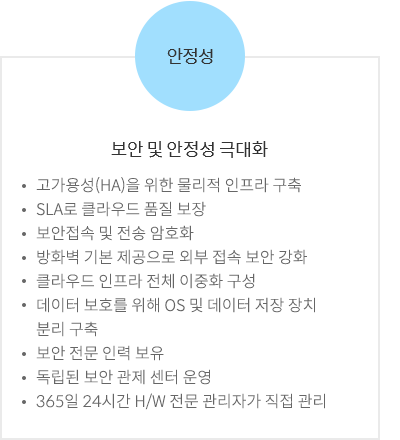 안정성
보안 및 안정성 극대화
• 고가용성(HA)을 위한 물리적 인프라 구축
• SLA로 클라우드 품질 보장
• 보안접속 및 전송 암호화
• 방화벽 기본 제공으로 외부 접속 보안 강화
• 클라우드 인프라 전체 이중화 구성
• 데이터 보호를 위해 OS 및 데이터 저장 장치
분리 구축
• 보안 전문 인력 보유
• 독립된 보안 관제 센터 운영
• 365일 24시간 H/W 전문 관리자가 직접 관리